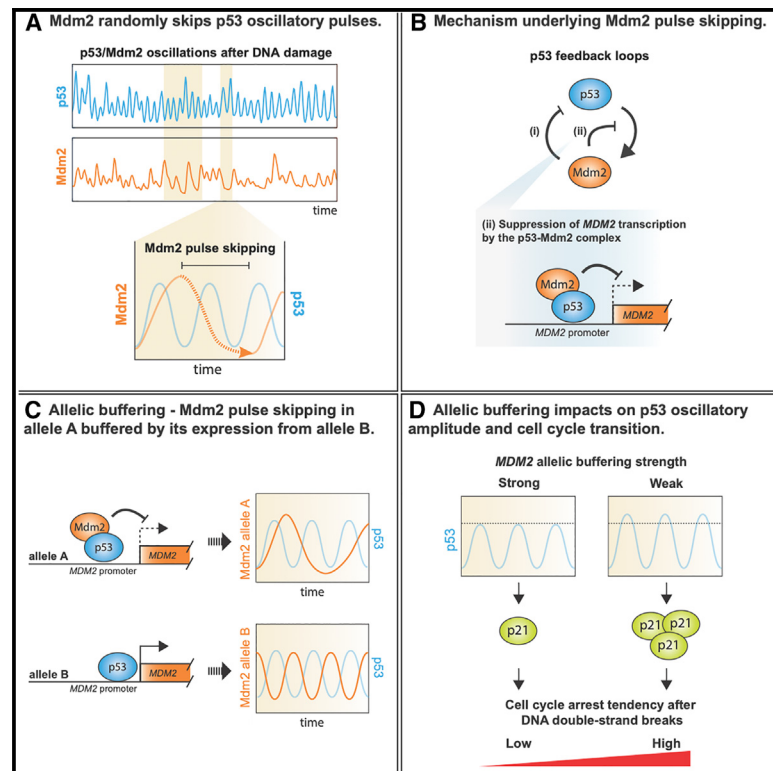 A Mdm2 randomly skips p53 oscillatory pulses.
p53/Mdm2 oscillations after DNA damage
p53
Mdm2
time
Mdm2 pulse skipping
Mdm2
p53
time
B Mechanism underlying Mdm2 pulse skipping.
p53 feedback loops
p53
(i)
(ii)
Mdm2
(ii) Suppression of MDM2 transcription
by the p53-Mdm2 complex
Mdm2
p53
MDM2
MDM2 promoter
C Allelic buffering - Mdm2 pulse skipping in
allele A buffered by its expression from allele B.
Mdm2
p53
allele A
MDM2
MDM2 promoter
Mdm2 allele A
p53
time
p53
allele B
MDM2
MDM2 promoter
Mdm2 allele B
p53
time
D Allelic buffering impacts on p53 oscillatory
amplitude and cell cycle transition.
MDM2 allelic buffering strength
Strong
Weak
p53
p21
p21
p21
p21
Cell cycle arrest tendency after
DNA double-strand breaks
Low
High